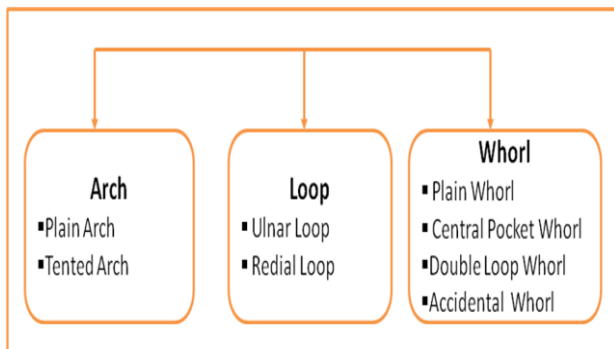 Arch
▪Plain Arch
▪Tented Arch
Loop
▪ Ulnar Loop
▪ Redial Loop
Whorl
▪ Plain Whorl
▪ Central Pocket Whorl
▪Double Loop Whorl
▪Accidental Whorl